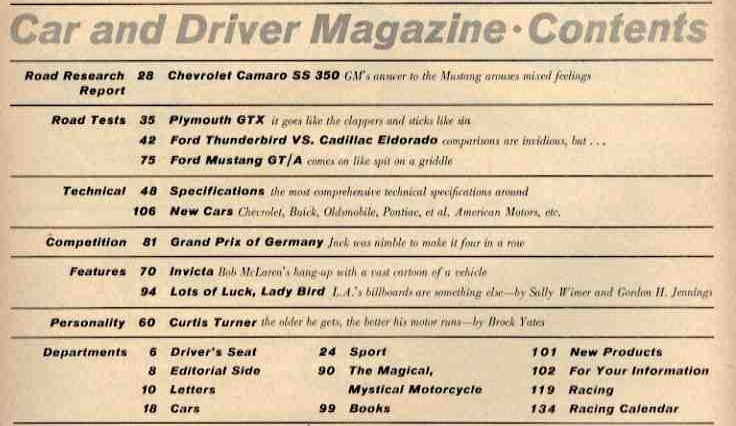 Car and Driver Magazine · Contents
Road Research Report 28 Chevrolet Camaro SS 350 GM's answer to the Mustang arouses mixed feelings
Road Tests 35 Plymouth GTX it goes like the clappers and sticks like sin
42 Ford Thunderbird VS. Cadillac Eldorado comparisons are invidious, but . . .
75 Ford Mustang GT/A comes on like spit on a griddle
Technical 48 Specifications the most comprehensive technical specifications around
106 New Cars Chevrolet, Buick, Oldsmobile, Pontiac, et al, American Motors, etc.
Competition 81 Grand Prix of Germany Jack was nimble to make it four in a row
Features 70 Invicta Bob McLaren's hang-up with a vast cartoon of a vehicle
94 Lots of Luck, Lady Bird L.A.'s billboards are something else—by Sally Wimer and Gordon H. Jennings
Personality 60 Curtis Turner the older he gets, the better his motor runs—by Brock Yates
Departments 6 Driver's Seat
8 Editorial Side
10 Letters
18 Cars
24 Sport
90 The Magical,
Mystical Motorcycle
99 Books
101 New Products
102 For Your Information
119 Racing
134 Racing Calendar